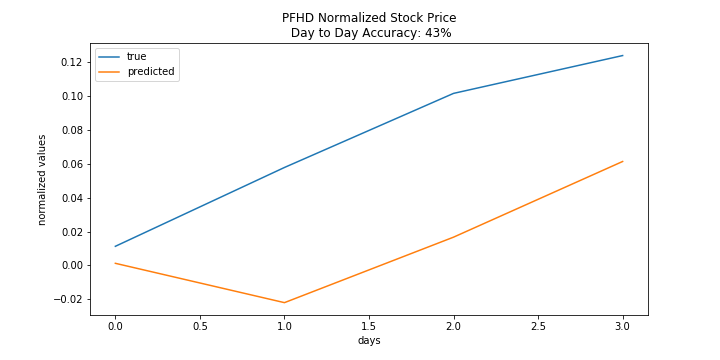 PFHD Normalized Stock Price
Day to Day Accuracy: 43%
true
predicted
0.12
0.10
0.08
0.06
0.04
0.02
0.00
−0.02
normalized values
0.0 0.5 1.0 1.5 2.0 2.5 3.0
days